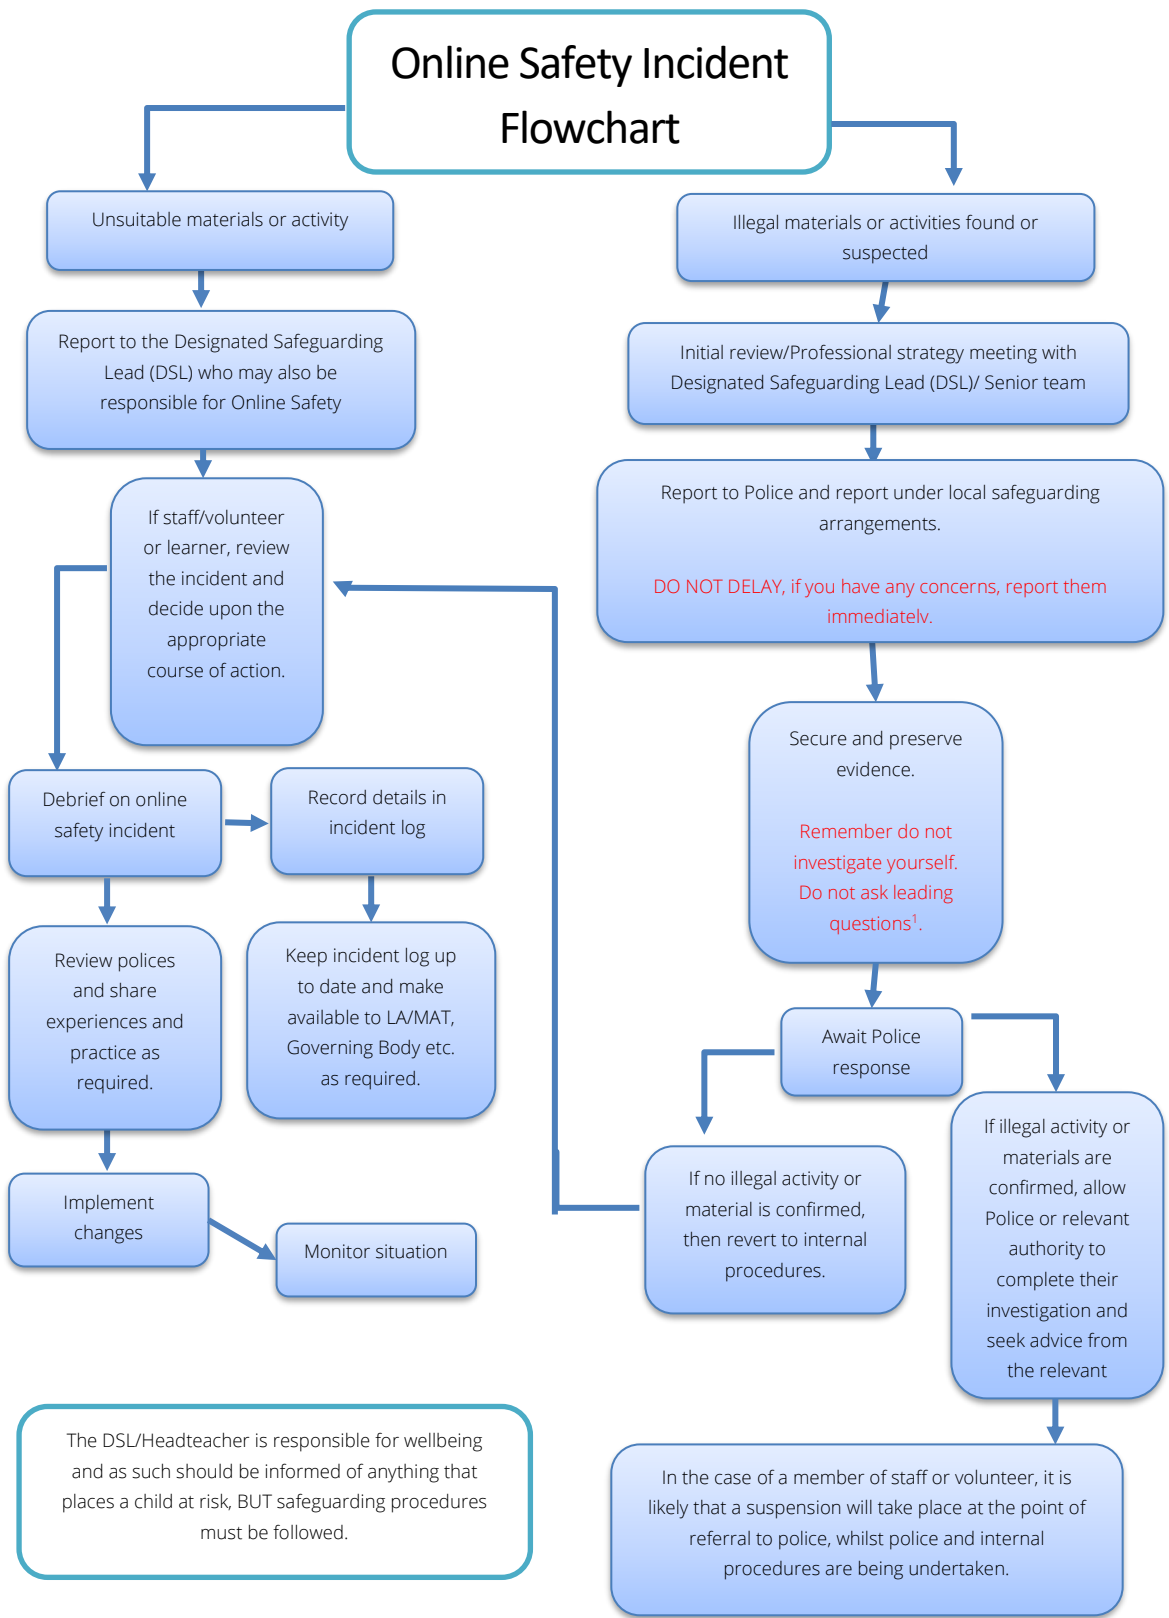 Online Safety Incident
Flowchart
Unsuitable materials or activity
Report to the Designated Safeguarding
Lead (DSL) who may also be
responsible for Online Safety
If staff/volunteer
or learner, review
the incident and
decide upon the
appropriate
course of action.
Debrief on online
safety incident
Record details in
incident log
Review polices
and share
experiences and
practice as
required.
Keep incident log up
to date and make
available to LA/MAT,
Governing Body etc.
as required.
Implement
changes
Monitor situation
Illegal materials or activities found or
suspected
Initial review/Professional strategy meeting with
Designated Safeguarding Lead (DSL)/ Senior team
Report to Police and report under local safeguarding
arrangements.
DO NOT DELAY, if you have any concerns, report them
immediately.
Secure and preserve
evidence.
Remember do not
investigate yourself.
Do not ask leading
questions¹.
Await Police
response
If no illegal activity or
material is confirmed,
then revert to internal
procedures.
If illegal activity or
materials are
confirmed, allow
Police or relevant
authority to
complete their
investigation and
seek advice from
the relevant
In the case of a member of staff or volunteer, it is
likely that a suspension will take place at the point of
referral to police, whilst police and internal
procedures are being undertaken.
The DSL/Headteacher is responsible for wellbeing
and as such should be informed of anything that
places a child at risk, BUT safeguarding procedures
must be followed.